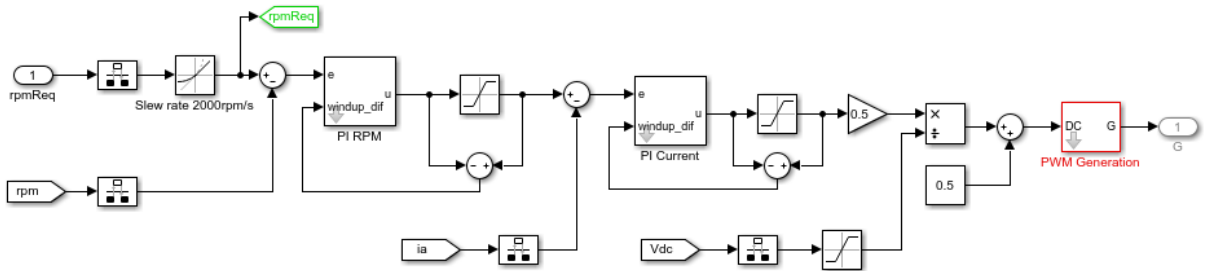 rpmReq
1
rpmReq
Slew rate 2000rpm/s
+
−
e
windup_dif
u
PI RPM
−
+
+
−
e
windup_dif
u
PI Current
−
+
0.5
×
÷
+
+
DC
G
PWM Generation
1
G
rpm
0.5
ia
Vdc